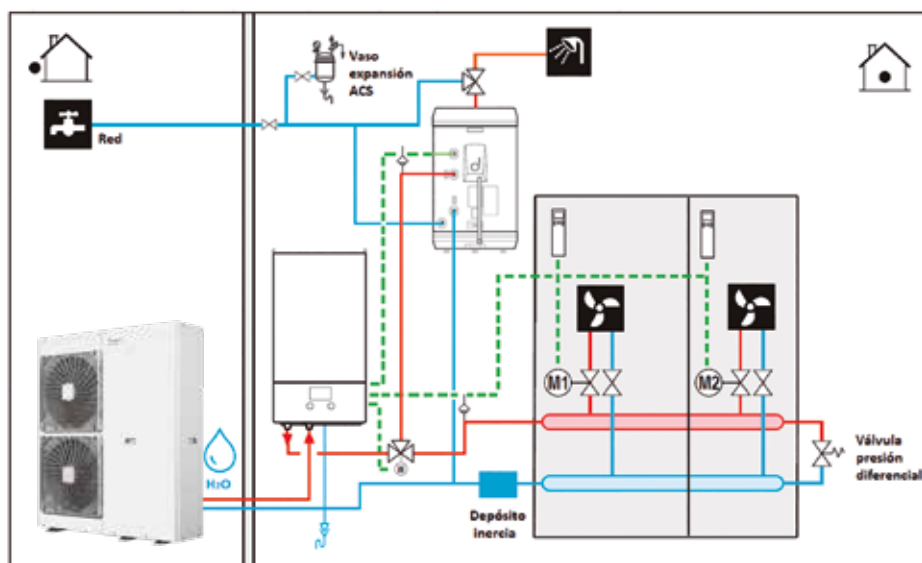 Vaso
expansión
ACS
Red
M1
M2
Válvula
presión
diferencial
H₂O
Depósito
inercia